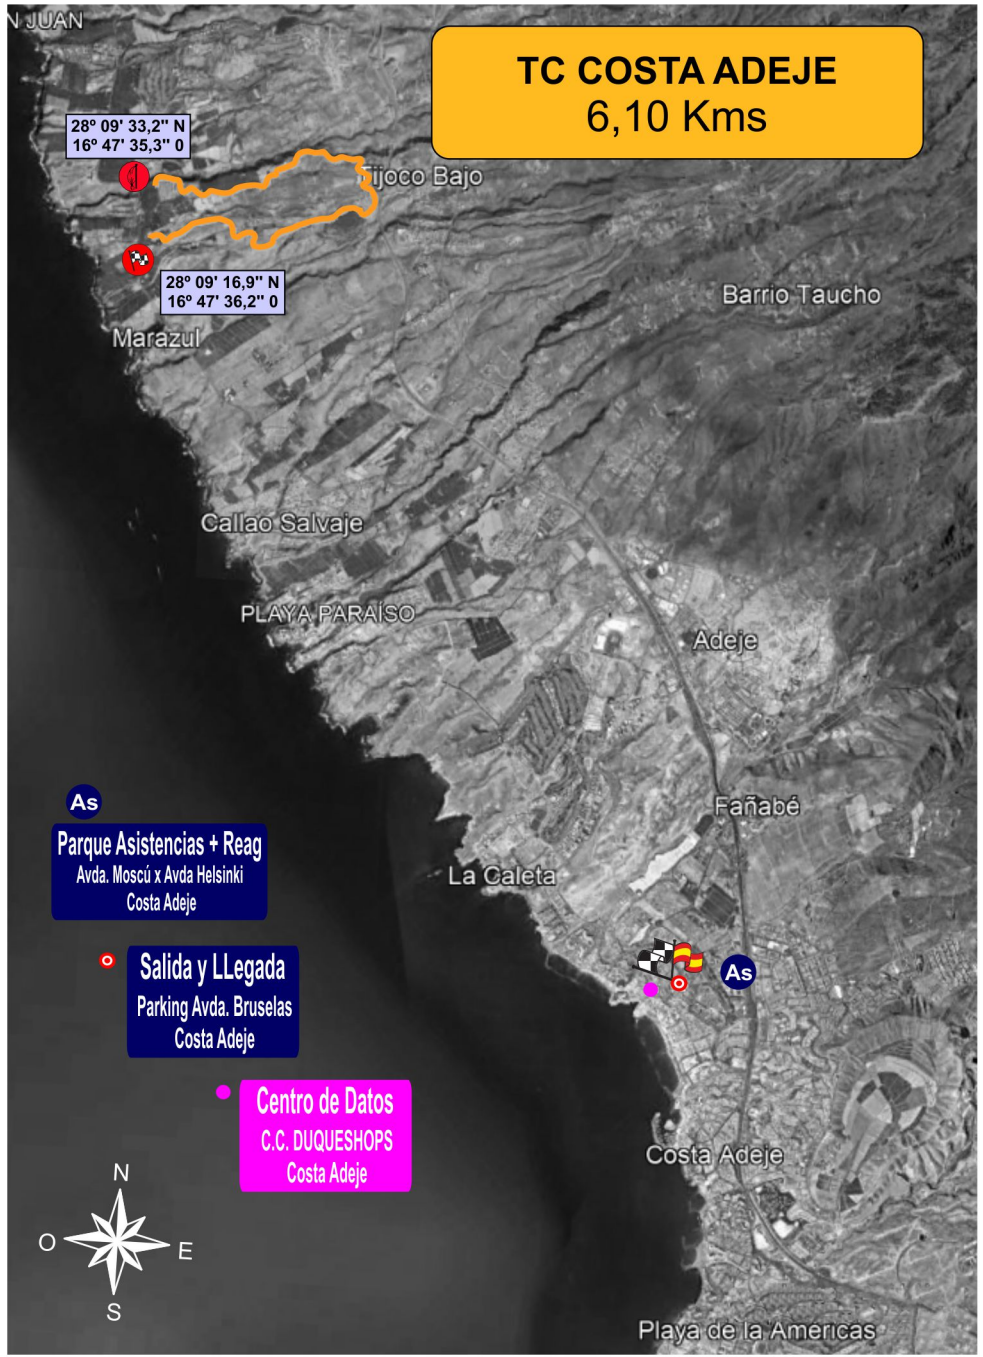 N JUAN
TC COSTA ADEJE
6,10 Kms
28º 09' 33,2'' N
16º 47' 35,3'' 0
Tijoco Bajo
28º 09' 16,9'' N
16º 47' 36,2'' 0
Barrio Taucho
Marazul
Callao Salvaje
PLAYA PARAÍSO
Adeje
As
Parque Asistencias + Reag
Avda. Moscú x Avda Helsinki
Costa Adeje
Fañabé
La Caleta
As
Salida y LLegada
Parking Avda. Bruselas
Costa Adeje
Centro de Datos
C.C. DUQUESHOPS
Costa Adeje
Costa Adeje
N
O
E
S
Playa de la Américas